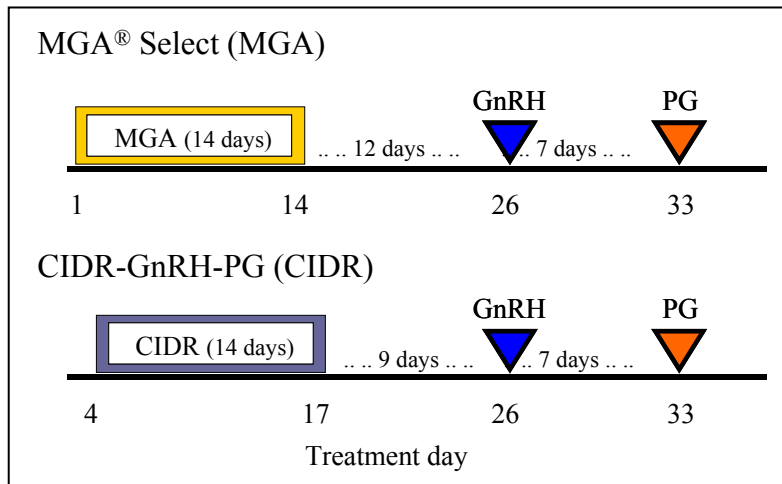 MGA® Select (MGA)
GnRH PG
MGA (14 days) .. .. 12 days .. .. .. 7 days .. ..
1 14 26 33
CIDR-GnRH-PG (CIDR)
GnRH PG
CIDR (14 days) .. .. 9 days .. .. .. 7 days .. ..
4 17 26 33
Treatment day